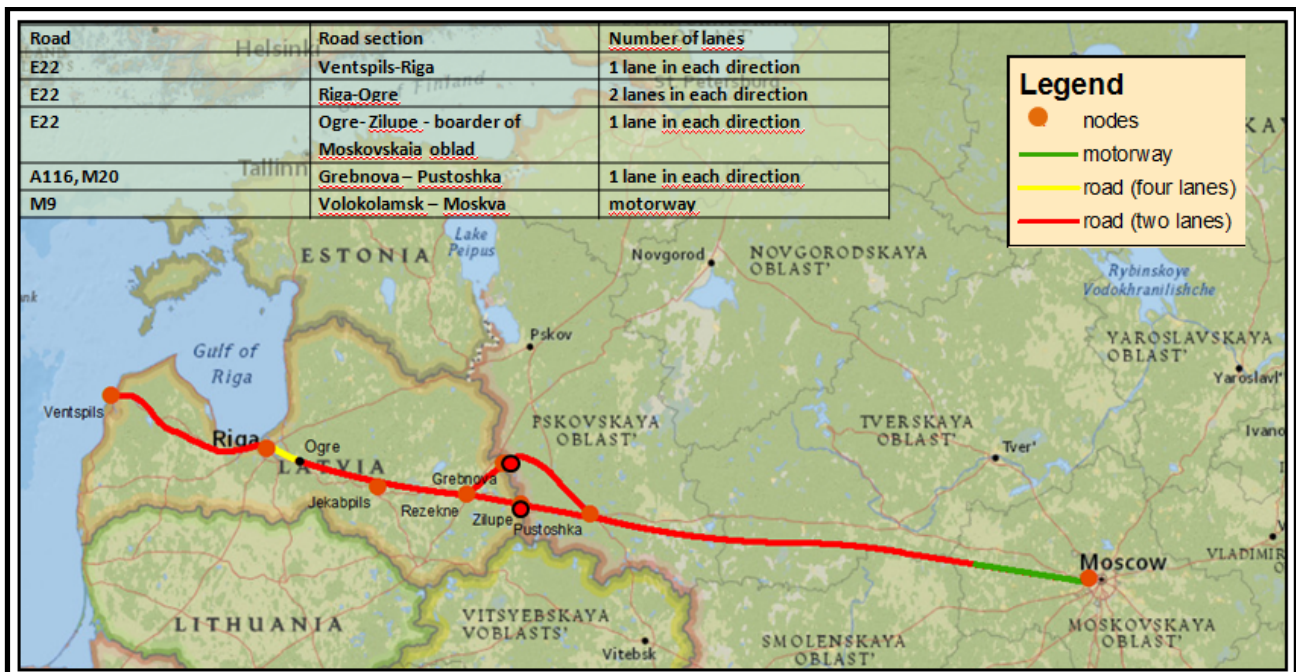 Road Road section Number of lanes
E22 Ventspils-Riga 1 lane in each direction
E22 Riga-Ogre 2 lanes in each direction
E22 Ogre- Zilupe - boarder of 1 lane in each direction
Moskovskaia oblad
A116, M20 Grebnova – Pustoshka 1 lane in each direction
M9 Volokolamsk – Moskva motorway
Legend
nodes
motorway
road (four lanes)
road (two lanes)
Helsinki
of Finland
St. Petersburg
OBLAST'
Tallinn
Lake
Peipus
ESTONIA
Novgorod
NOVGORODSKAYA
OBLAST'
Rybinskoye
Vodokhranilishche
Pskov
YAROSLAVSKAYA
OBLAST'
Yaroslavl'
Gulf of
Riga
Ventspils
PSKOVSKAYA
OBLAST'
TVERSKAYA
OBLAST'
Ivano
Riga
Ogre
LATVIA
Tver'
Grebnova
Jekabpils
Rezekne
Zilupe
Pustoshka
Moscow
VLADIMIR
LITHUANIA
VITSYEBSKAYA
VOBLASTS'
Vitebsk
SMOLENSKAYA
OBLAST'
MOSKOVSKAYA
OBLAST'